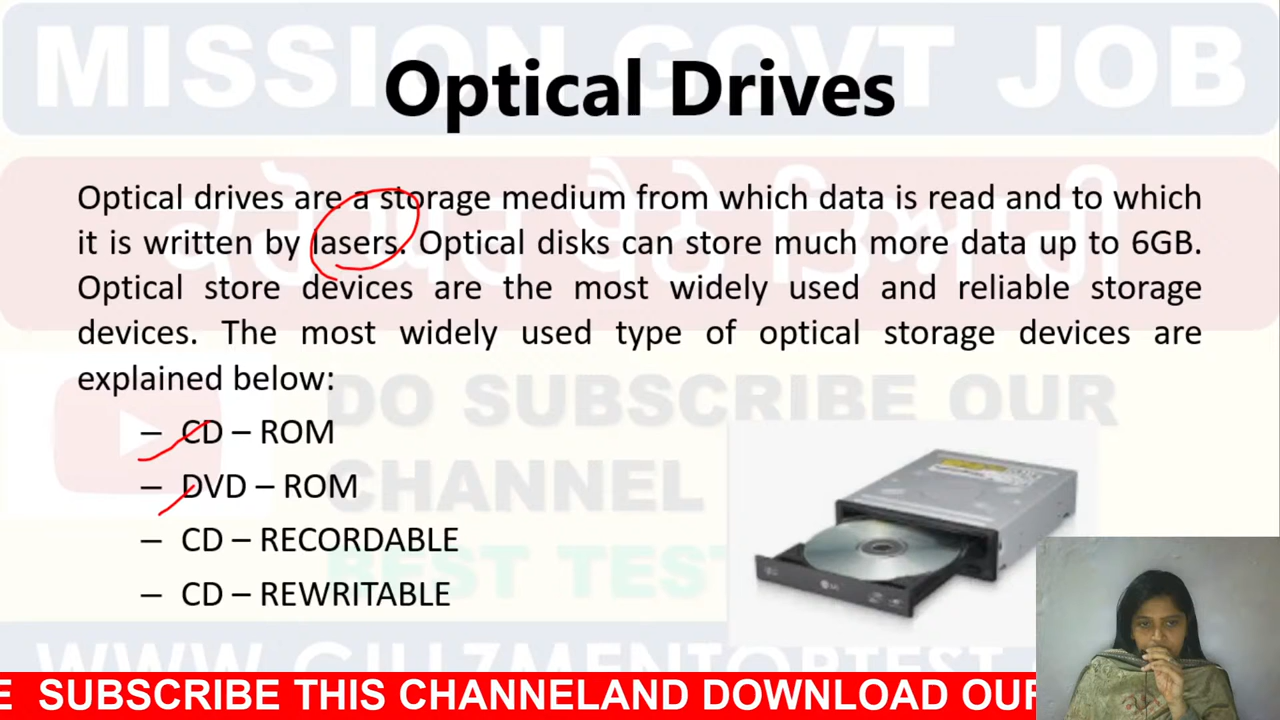 MISSION GOVT JOB
Optical Drives
Optical drives are a storage medium from which data is read and to which
it is written by lasers. Optical disks can store much more data up to 6GB.
Optical store devices are the most widely used and reliable storage
devices. The most widely used type of optical storage devices are
explained below:
– CD – ROM
– DVD – ROM
– CD – RECORDABLE
– CD – REWRITABLE
DO SUBSCRIBE OUR
CHANNEL
BEST TEST
SUBSCRIBE THIS CHANNELAND DOWNLOAD OUR